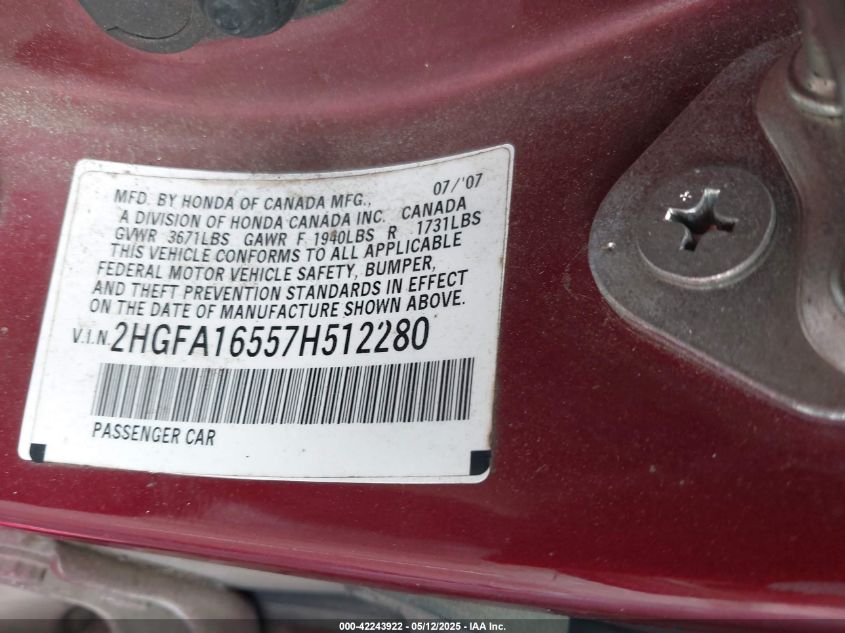 MFD. BY HONDA OF CANADA MFG., 07/'07
A DIVISION OF HONDA CANADA INC. CANADA
GVWR 3671LBS GAWR F 1940LBS R 1731LBS
THIS VEHICLE CONFORMS TO ALL APPLICABLE
FEDERAL MOTOR VEHICLE SAFETY, BUMPER,
AND THEFT PREVENTION STANDARDS IN EFFECT
ON THE DATE OF MANUFACTURE SHOWN ABOVE.
V.I.N. 2HGFA16557H512280
PASSENGER CAR
000-42243922 - 05/12/2025 - IAA Inc.